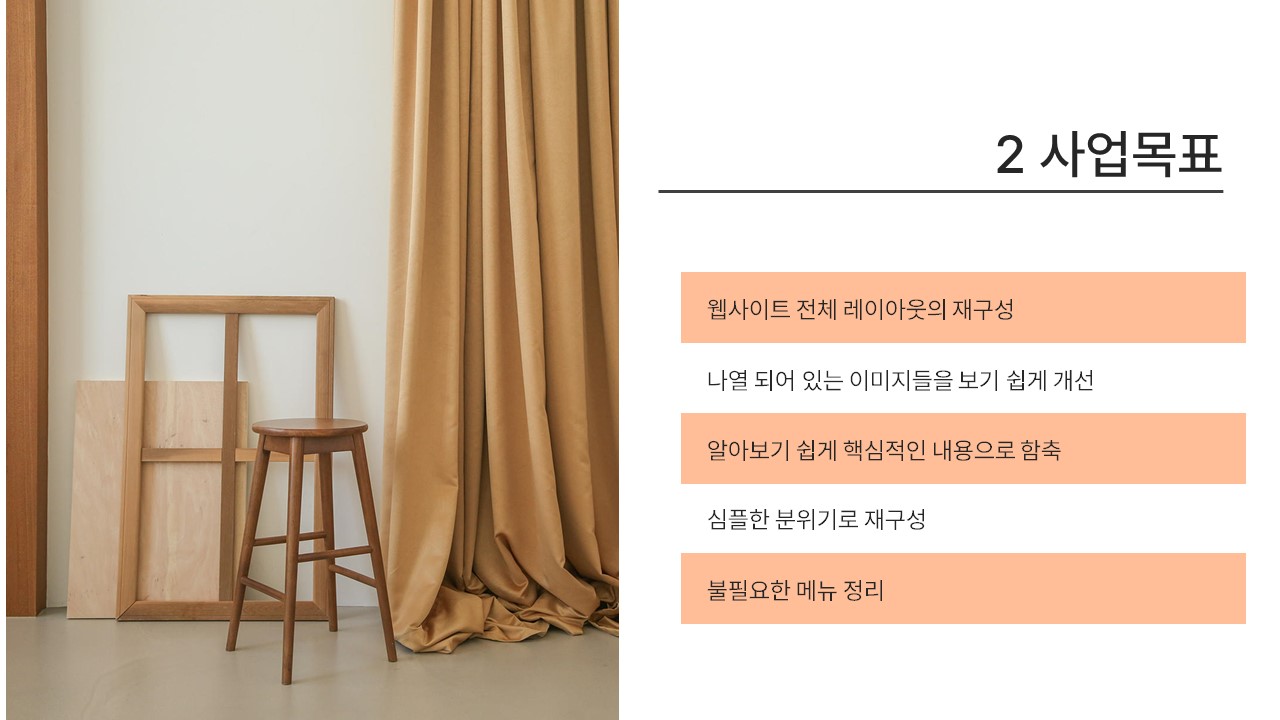 2 사업목표
웹사이트 전체 레이아웃의 재구성
나열 되어 있는 이미지들을 보기 쉽게 개선
알아보기 쉽게 핵심적인 내용으로 함축
심플한 분위기로 재구성
불필요한 메뉴 정리